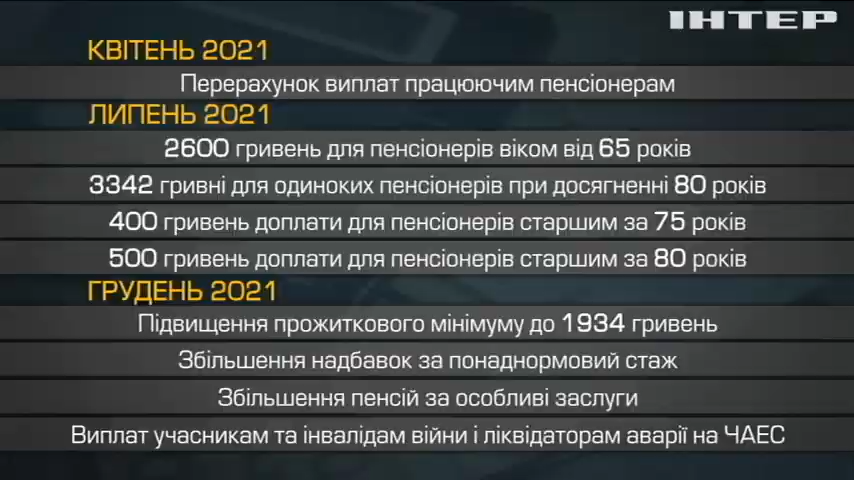 ІНТЕР
КВІТЕНЬ 2021
Перерахунок виплат працюючим пенсіонерам
ЛИПЕНЬ 2021
2600 гривень для пенсіонерів віком від 65 років
3342 гривні для одиноких пенсіонерів при досягненні 80 років
400 гривень доплати для пенсіонерів старшим за 75 років
500 гривень доплати для пенсіонерів старшим за 80 років
ГРУДЕНЬ 2021
Підвищення прожиткового мінімуму до 1934 гривень
Збільшення надбавок за понаднормовий стаж
Збільшення пенсій за особливі заслуги
Виплат учасникам та інвалідам війни і ліквідаторам аварії на ЧАЕС